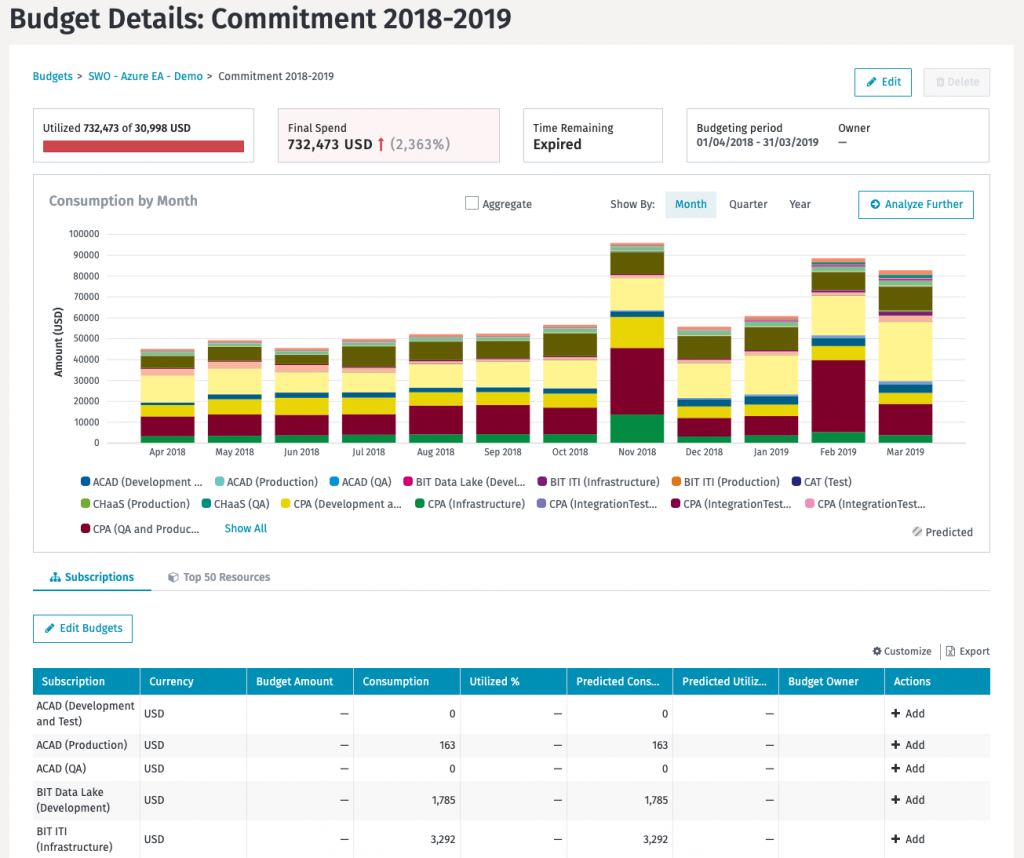 Budget Details: Commitment 2018-2019
Budgets > SWO - Azure EA - Demo > Commitment 2018-2019
Edit
Delete
Utilized 732,473 of 30,998 USD
Final Spend
732,473 USD ↑ (2,363%)
Time Remaining
Expired
Budgeting period
01/04/2018 - 31/03/2019
Owner
—
Consumption by Month
Aggregate
Show By: Month Quarter Year
Analyze Further
Amount (USD)
100000
90000
80000
70000
60000
50000
40000
30000
20000
10000
0
Apr 2018 May 2018 Jun 2018 Jul 2018 Aug 2018 Sep 2018 Oct 2018 Nov 2018 Dec 2018 Jan 2019 Feb 2019 Mar 2019
ACAD (Development ... ACAD (Production) ACAD (QA) BIT Data Lake (Devel... BIT ITI (Infrastructure) BIT ITI (Production) CAT (Test)
CHaaS (Production) CHaaS (QA) CPA (Development a... CPA (Infrastructure) CPA (IntegrationTest... CPA (IntegrationTest... CPA (IntegrationTest...
CPA (QA and Produc... Show All
Predicted
Subscriptions Top 50 Resources
Edit Budgets
Customize Export
Subscription Currency Budget Amount Consumption Utilized % Predicted Cons... Predicted Utiliz... Budget Owner Actions
ACAD (Development
and Test) USD — 0 — 0 — + Add
ACAD (Production) USD — 163 — 163 — + Add
ACAD (QA) USD — 0 — 0 — + Add
BIT Data Lake
(Development) USD — 1,785 — 1,785 — + Add
BIT ITI
(Infrastructure) USD — 3,292 — 3,292 — + Add